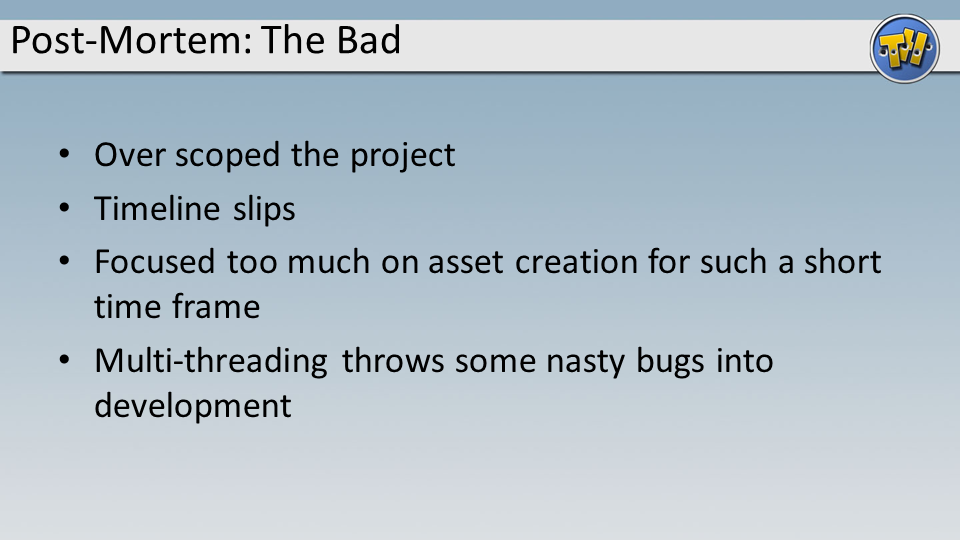 Post-Mortem: The Bad
• Over scoped the project
• Timeline slips
• Focused too much on asset creation for such a short
time frame
• Multi-threading throws some nasty bugs into
development